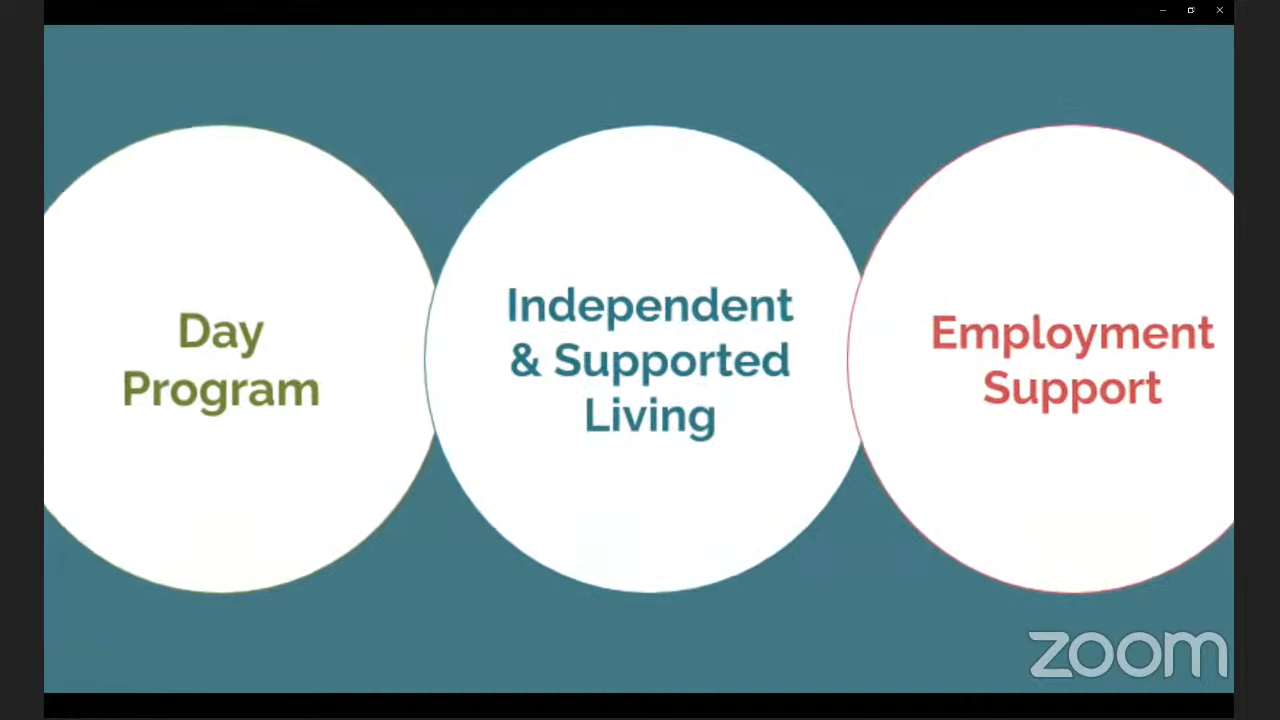 Day
Program
Independent
& Supported
Living
Employment
Support
zoom